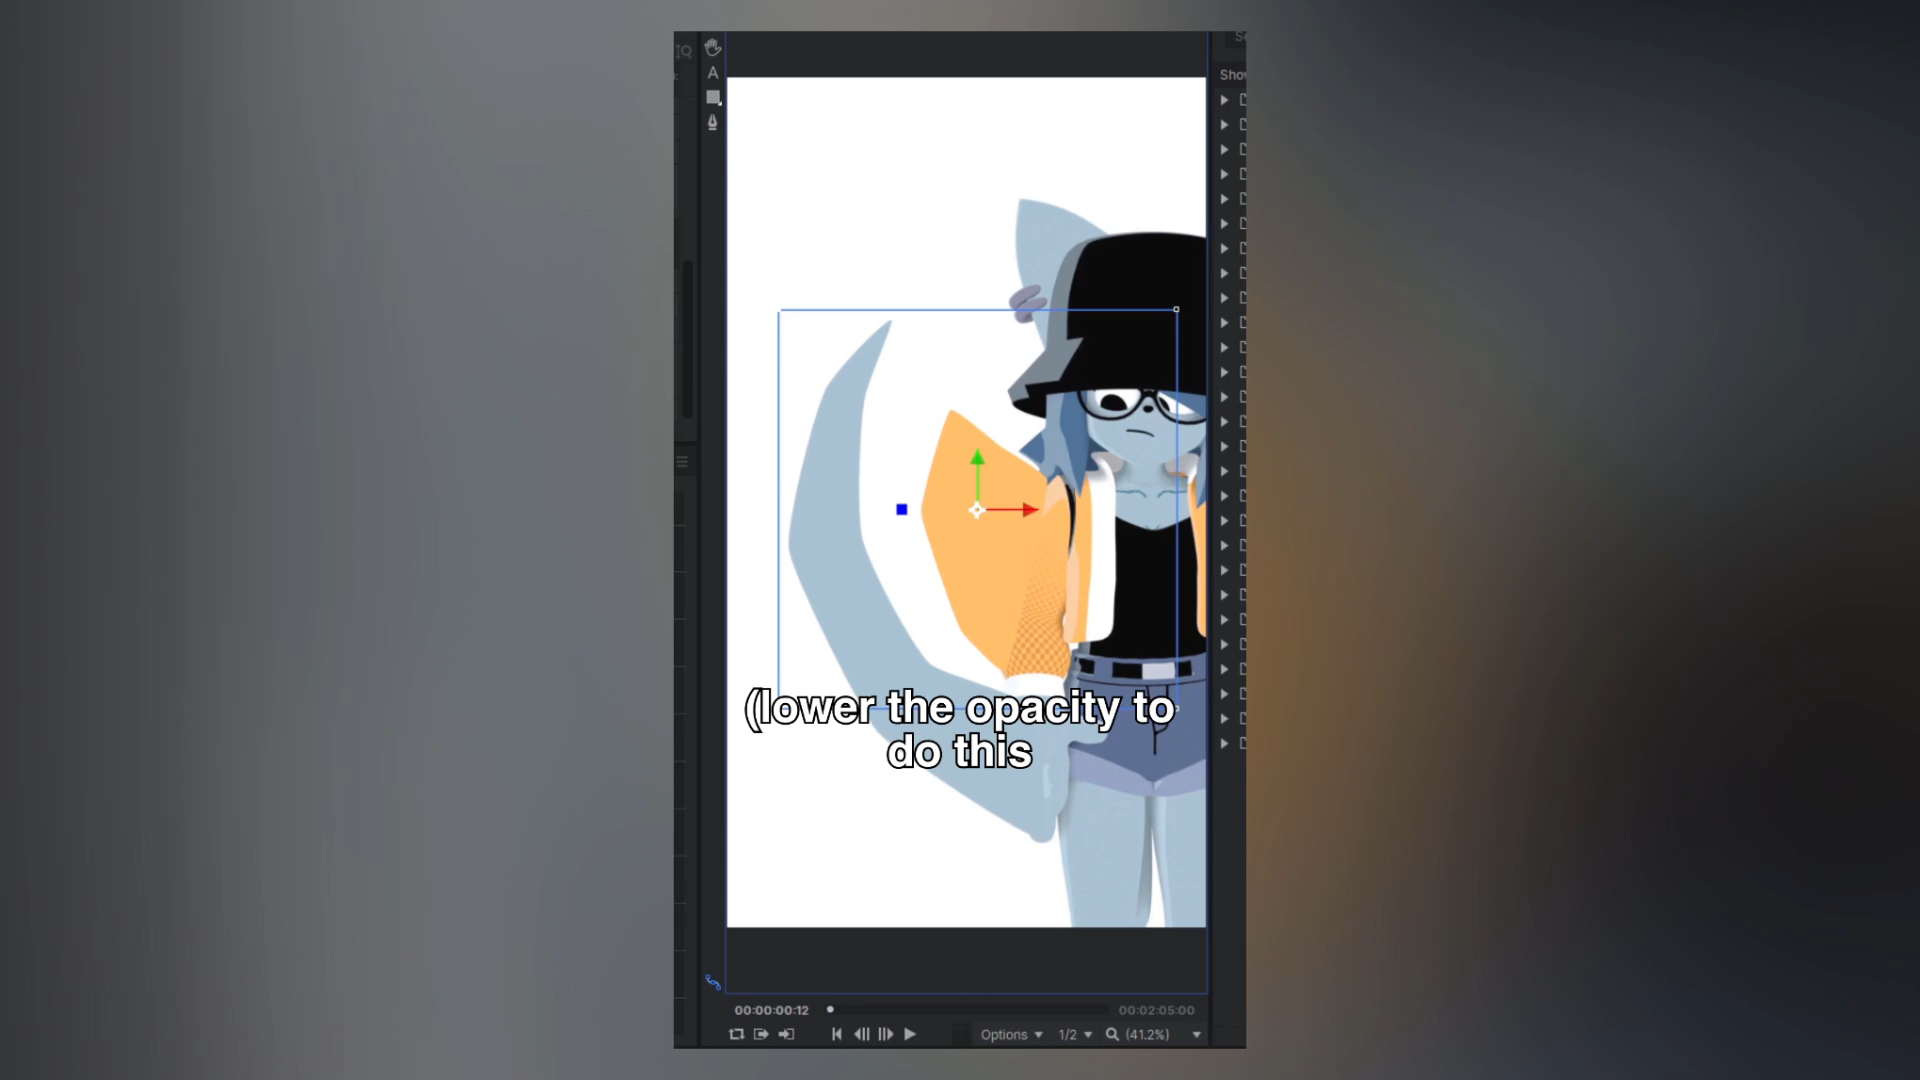 A
Show
(lower the opacity to
do this
00:00:00:12
00:02:05:00
Options
1/2
(41.2%)